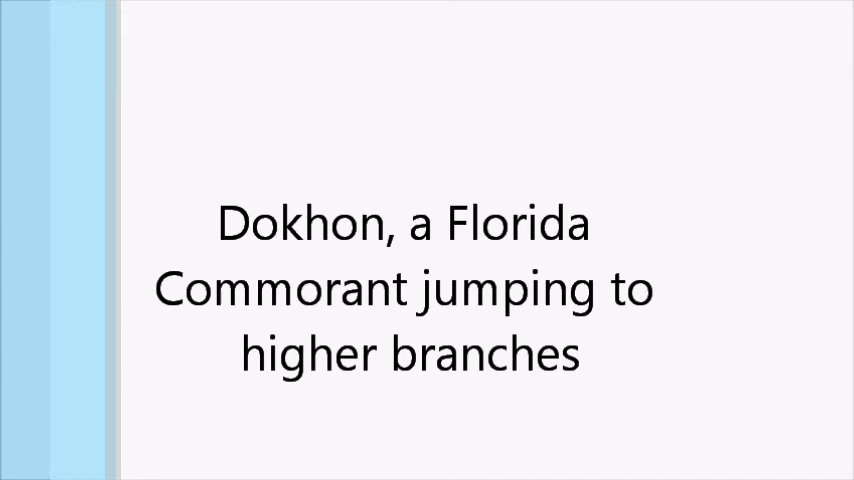 Dokhon, a Florida
Commorant jumping to
higher branches